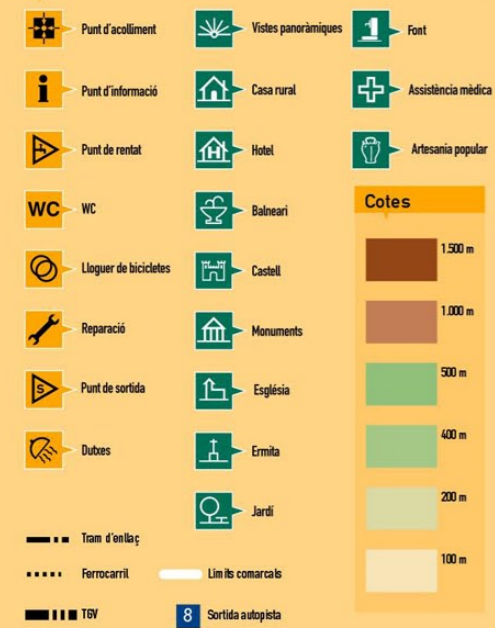 Punt d'acolliment
Punt d'informació
Punt de rentat
WC WC
Lloguer de bicicletes
Reparació
S Punt de sortida
Dutxes
Vistes panoràmiques
Casa rural
H Hotel
Balneari
Castell
Monuments
Església
Ermita
Jardí
Font
Assistència mèdica
Artesania popular
Cotes
1.500 m
1.000 m
500 m
400 m
200 m
100 m
Tram d'enllaç
Ferrocarril
TGV
Límits comarcals
8 Sortida autopista